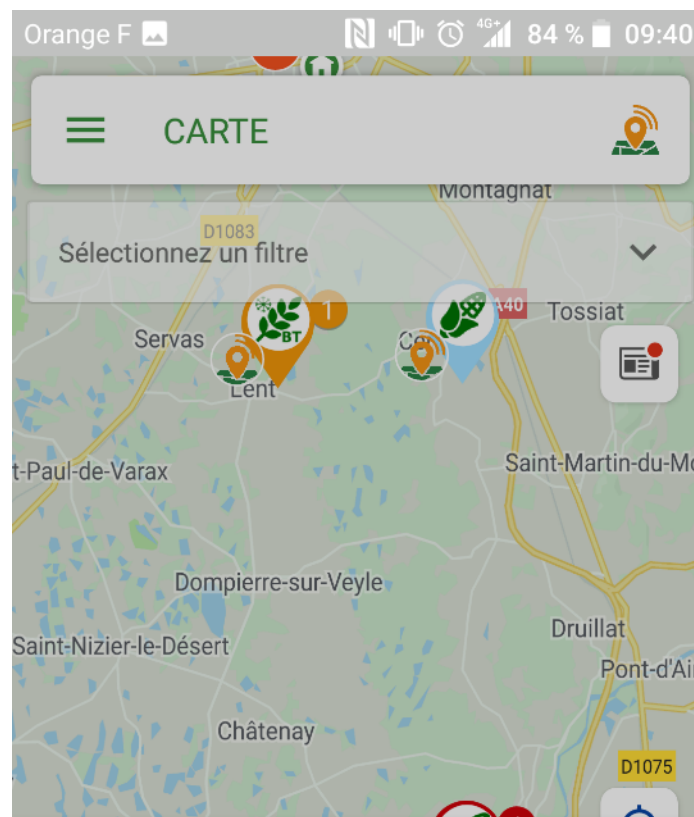 Orange F
4G+
84 %
09:40
CARTE
Montagnat
D1083
Sélectionnez un filtre
1
BT
A40
Tossiat
Servas
Lent
t-Paul-de-Varax
Saint-Martin-du-Mo
Dompierre-sur-Veyle
Druillat
Saint-Nizier-le-Désert
Pont-d'Ai
Châtenay
D1075